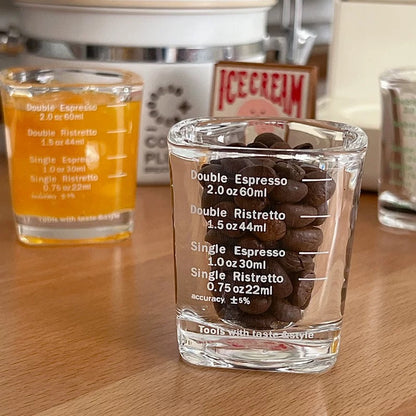 Double Espresso
2.0 oz 60ml
Double Ristretto
1.5 oz 44ml
Single Espresso
1.0 oz 30ml
Single Ristretto
0.75 oz 22ml
Tools with taste &style
ICECREAM
Double Espresso
2.0 oz 60ml
Double Ristretto
1.5 oz 44ml
Single Espresso
1.0 oz 30ml
Single Ristretto
0.75 oz 22ml
accuracy. ±5%
Tools with taste &style